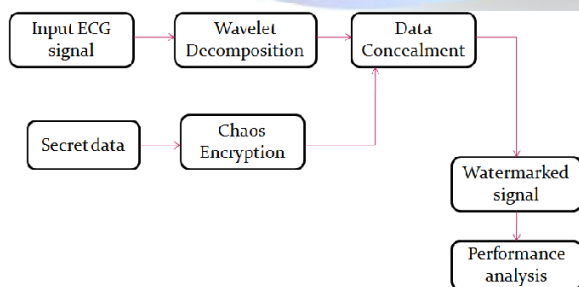 Input ECG
signal
Wavelet
Decomposition
Data
Concealment
Secret data
Chaos
Encryption
Watermarked
signal
Performance
analysis